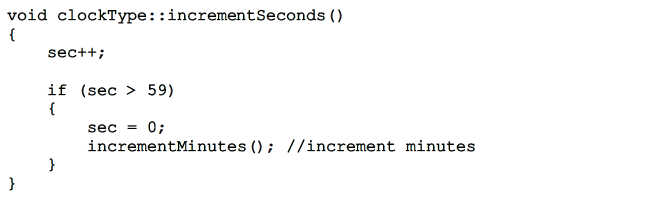 void clockType::incrementSeconds()
{
    sec++;

    if (sec > 59)
    {
        sec = 0;
        incrementMinutes(); //increment minutes
    }
}